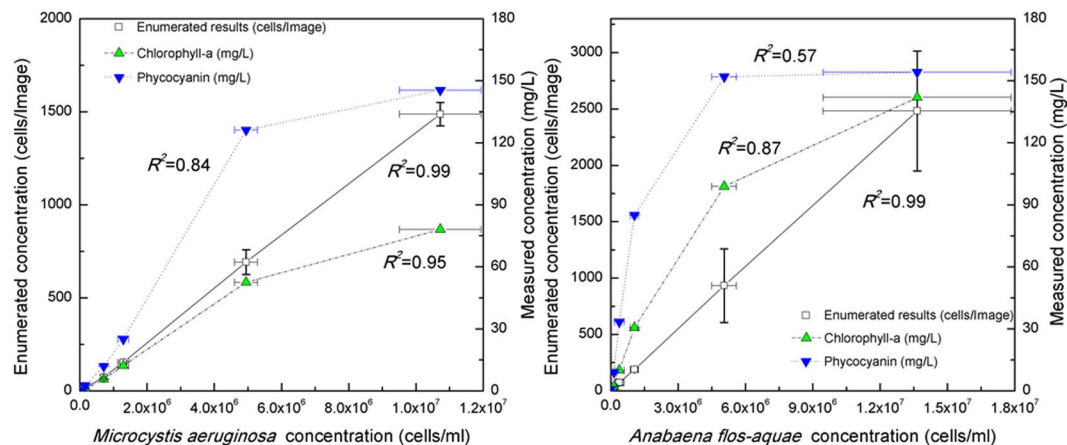 2000
1500
1000
500
0
Enumerated concentration (cells/Image)
Enumerated results (cells/Image)
Chlorophyll-a (mg/L)
Phycocyanin (mg/L)
R²=0.84
R²=0.99
R²=0.95
180
150
120
90
60
30
0
Measured concentration (mg/L)
0.0 2.0x10⁶ 4.0x10⁶ 6.0x10⁶ 8.0x10⁶ 1.0x10⁷ 1.2x10⁷
Microcystis aeruginosa concentration (cells/ml)
3000
2500
2000
1500
1000
500
0
Enumerated concentration (cells/Image)
R²=0.57
R²=0.87
R²=0.99
Enumerated results (cells/Image)
Chlorophyll-a (mg/L)
Phycocyanin (mg/L)
180
150
120
90
60
30
0
Measured concentration (mg/L)
3.0x10⁶ 6.0x10⁶ 9.0x10⁶ 1.2x10⁷ 1.5x10⁷ 1.8x10⁷
Anabaena flos-aquae concentration (cells/ml)